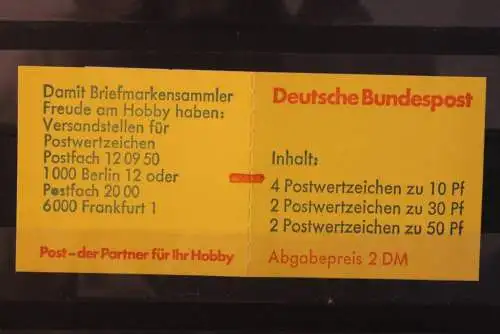 Damit Briefmarkensammler
Freude am Hobby haben:
Versandstellen für
Postwertzeichen
Postfach 12 09 50
1000 Berlin 12 oder
Postfach 20 00
6000 Frankfurt 1
Post – der Partner für Ihr Hobby
Deutsche Bundespost
Inhalt:
4 Postwertzeichen zu 10 Pf
2 Postwertzeichen zu 30 Pf
2 Postwertzeichen zu 50 Pf
Abgabepreis 2 DM